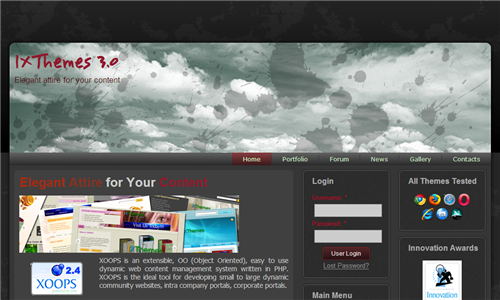 IXThemes 3.0
Elegant attire for your content
Home Portfolio Forum News Gallery Contacts
Elegant Attire for Your Content
XOOPS is an extensible, OO (Object Oriented), easy to use
dynamic web content management system written in PHP.
XOOPS is the ideal tool for developing small to large dynamic
community websites, intra company portals, corporate portals.
2.4
XOOPS
Login
Username: *
Password: *
User Login
Lost Password?
Main Menu
All Themes Tested
Innovation Awards
Innovation